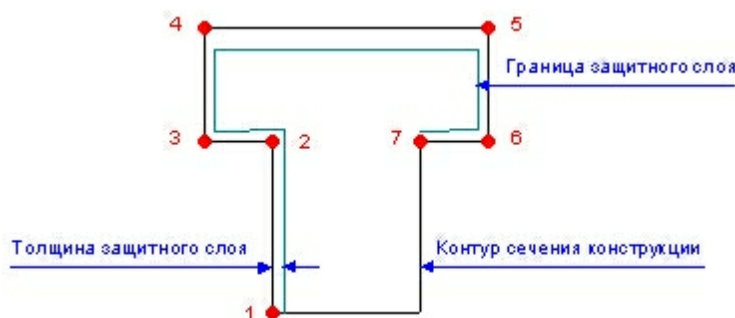 4
5
Граница защитного слоя
3
2
7
6
Толщина защитного слоя
Контур сечения конструкции
1